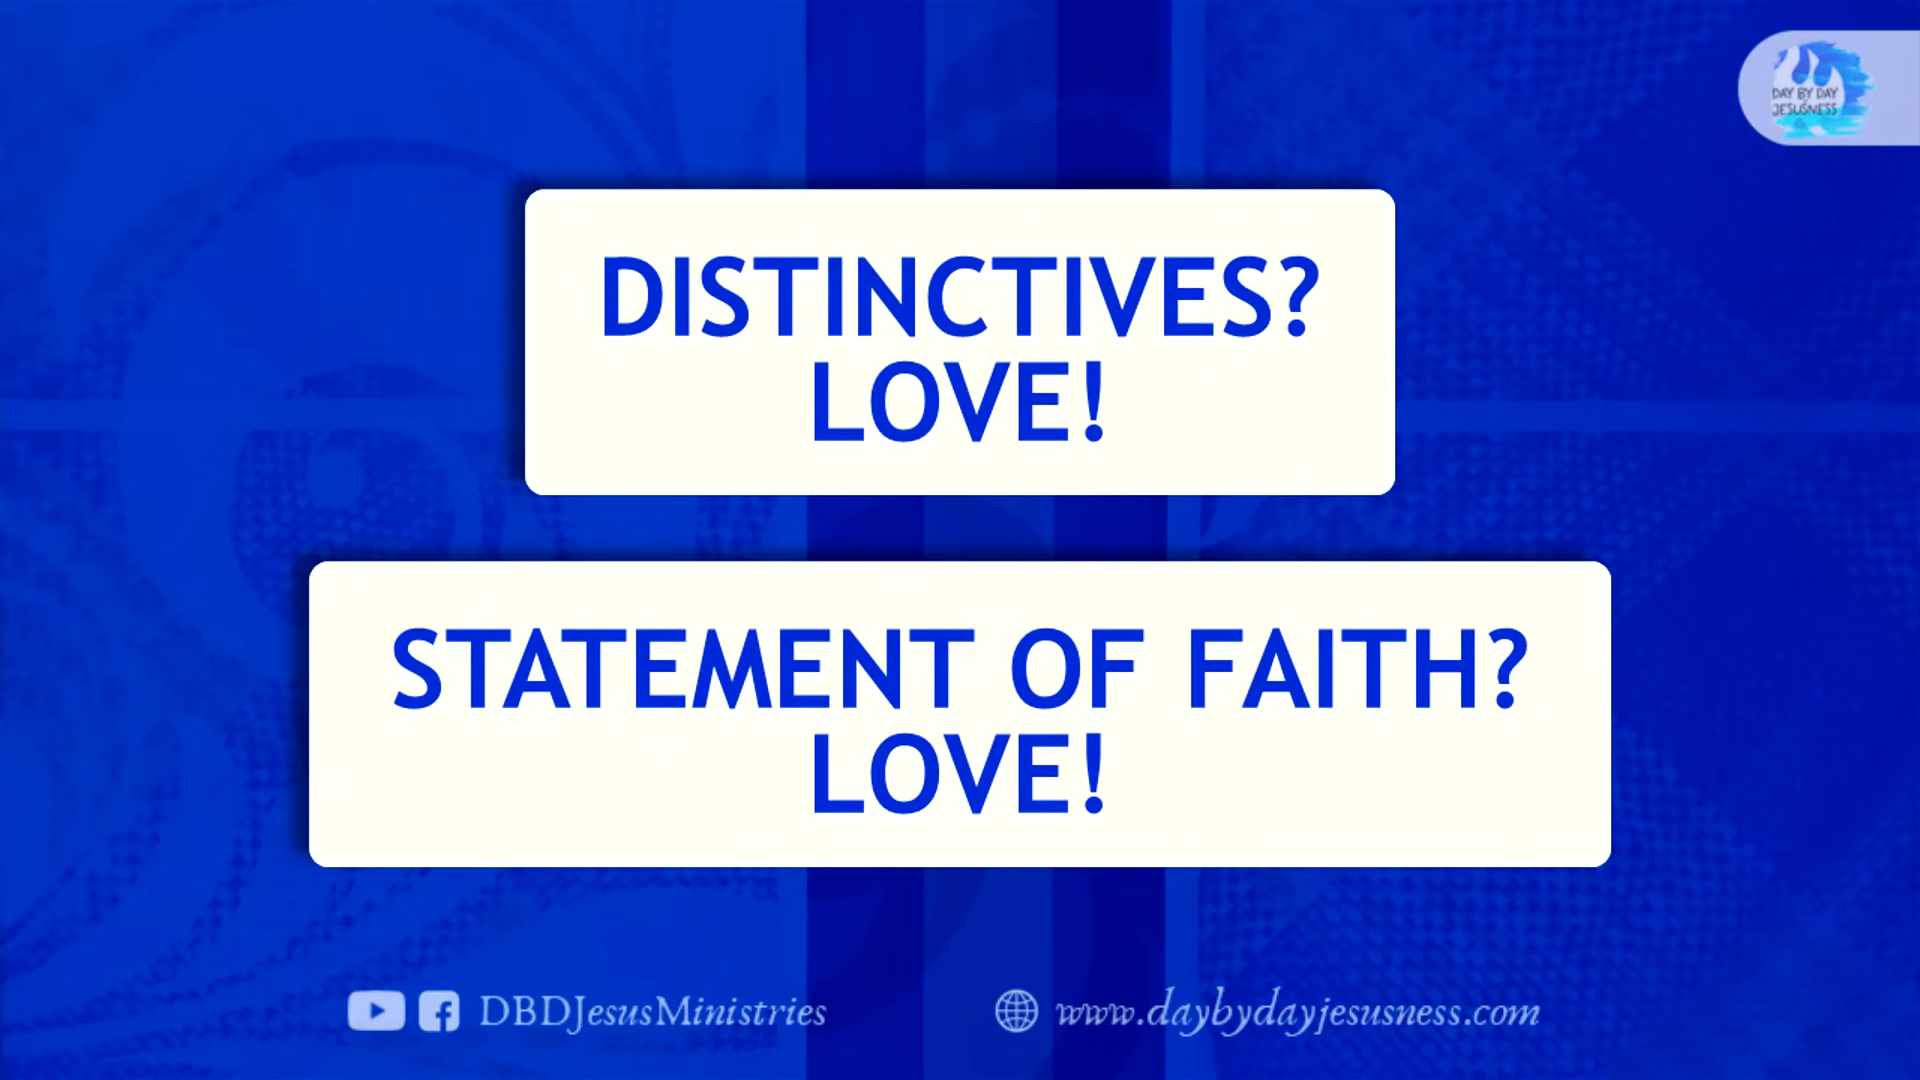 DAY BY DAY
JESUSNESS
DISTINCTIVES?
LOVE!
STATEMENT OF FAITH?
LOVE!
DBDJesusMinistries
www.daybydayjesusness.com